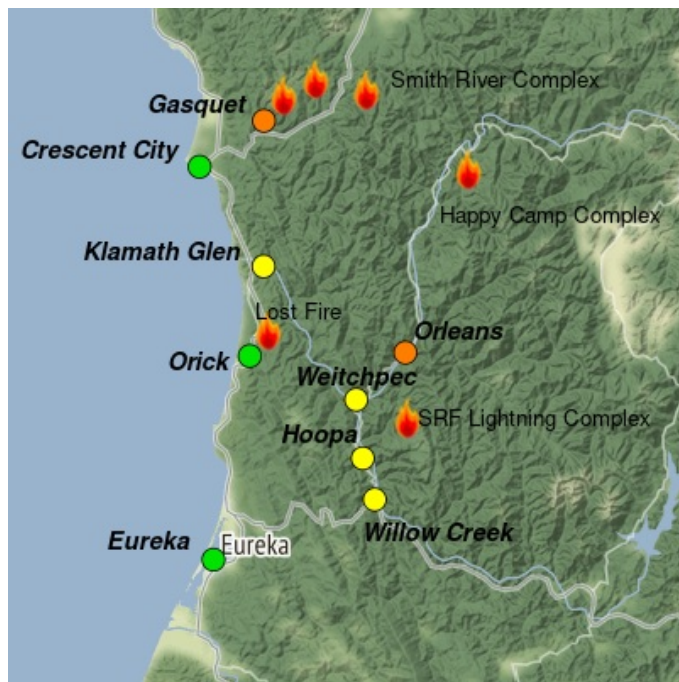 Smith River Complex
Gasquet
Crescent City
Happy Camp Complex
Klamath Glen
Lost Fire
Orleans
Orick
Weitchpec
SRF Lightning Complex
Hoopa
Willow Creek
Eureka
Eureka